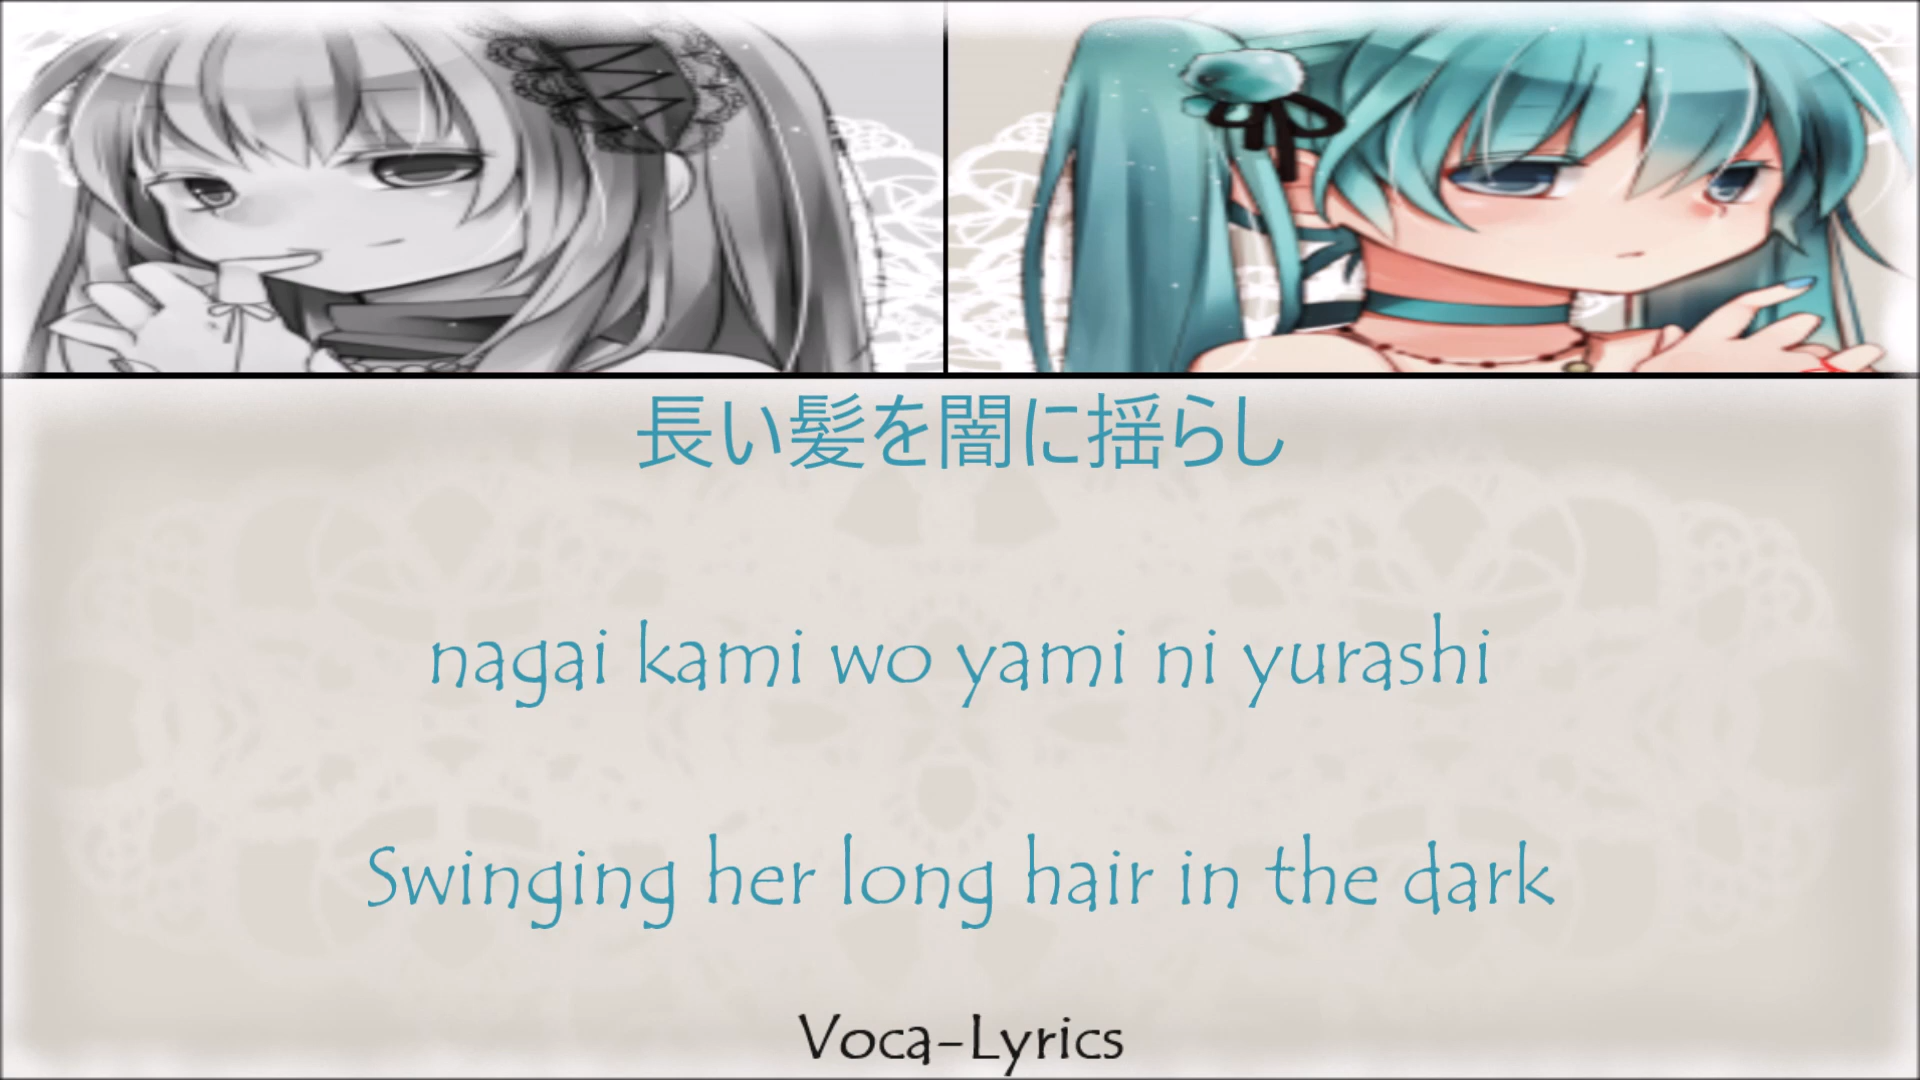 長い髪を闇に揺らし
nagai kami wo yami ni yurashi
Swinging her long hair in the dark
Voca-Lyrics